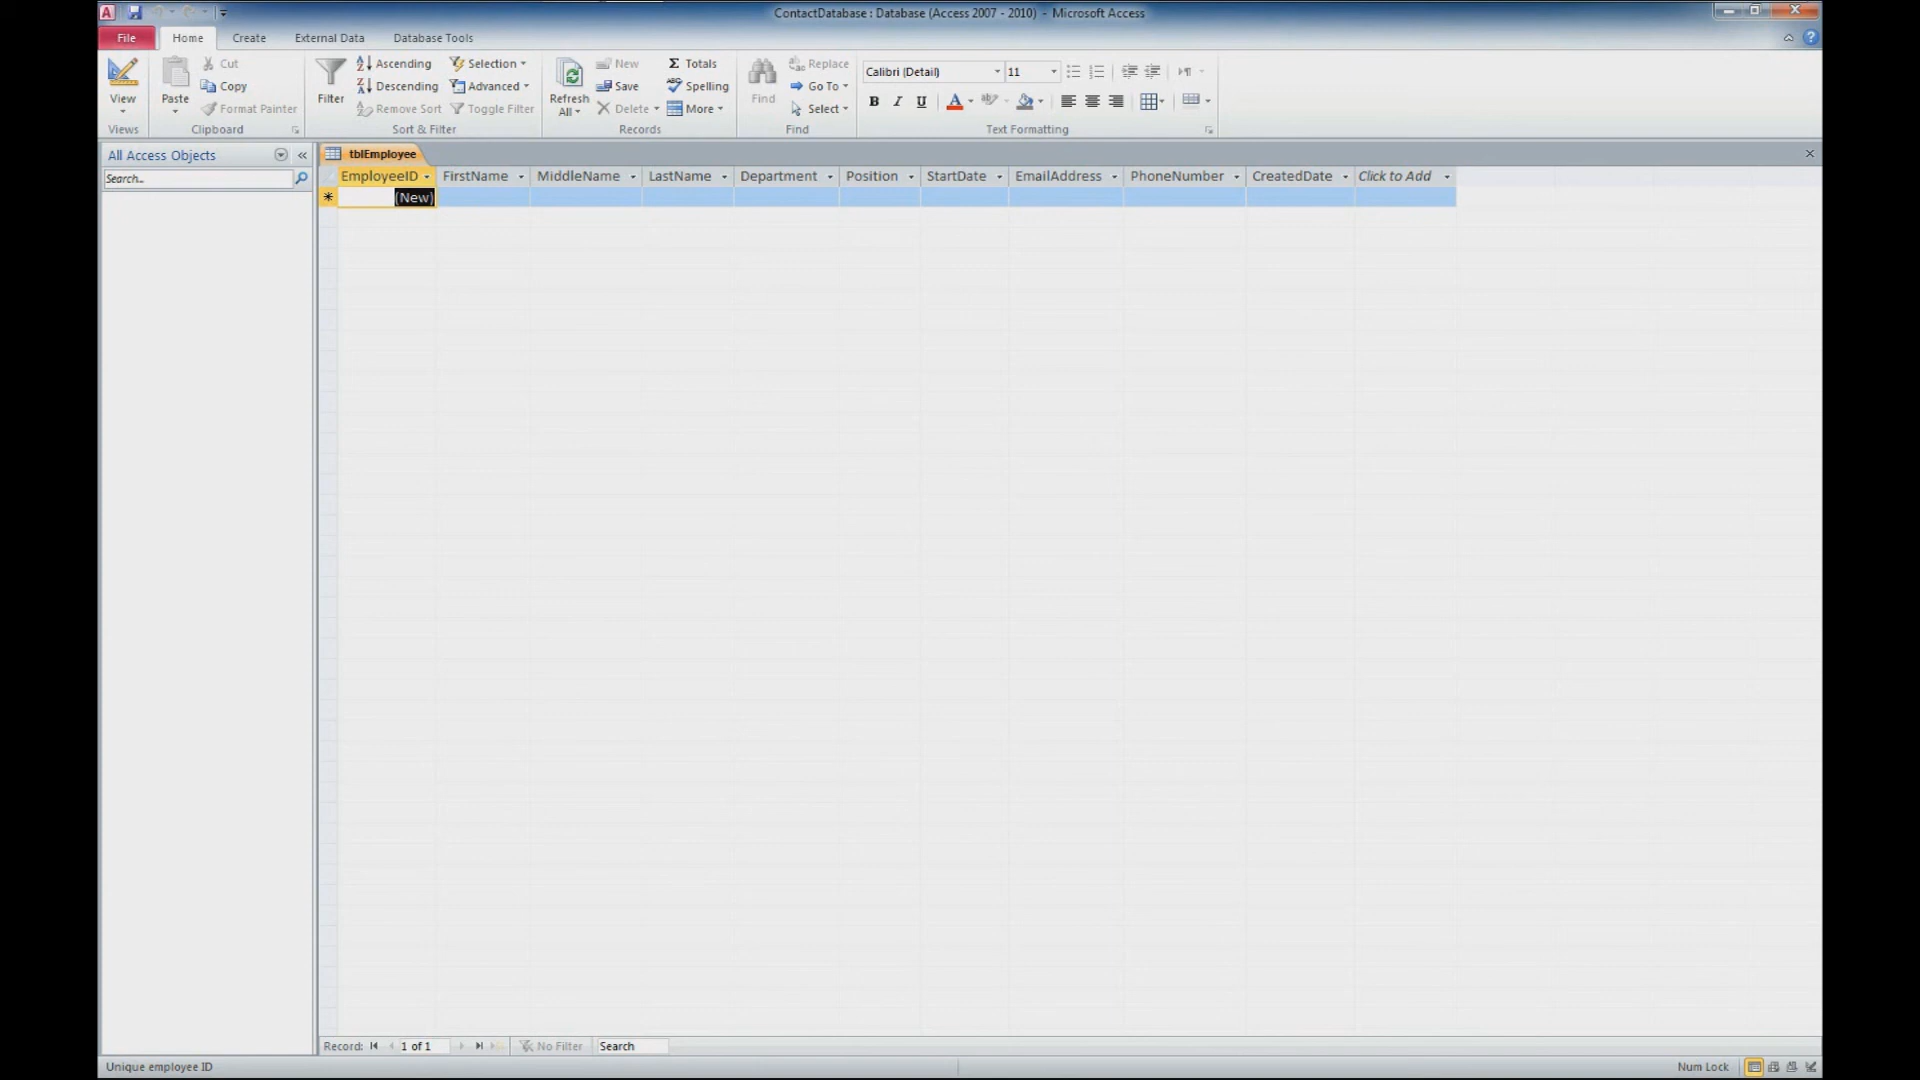 ContactDatabase : Database (Access 2007 - 2010) - Microsoft Access
File Home Create External Data Database Tools
View
Views
Paste
Cut
Copy
Format Painter
Clipboard
Filter
Ascending
Descending
Remove Sort
Selection
Advanced
Toggle Filter
Sort & Filter
Refresh
All
New
Save
Delete
Totals
Spelling
More
Records
Find
Replace
Go To
Select
Find
Calibri (Detail) 11
B I U A
Text Formatting
All Access Objects
Search...
tblEmployee
EmployeeID FirstName MiddleName LastName Department Position StartDate EmailAddress PhoneNumber CreatedDate Click to Add
(New)
Record: 1 of 1 No Filter Search
Unique employee ID Num Lock